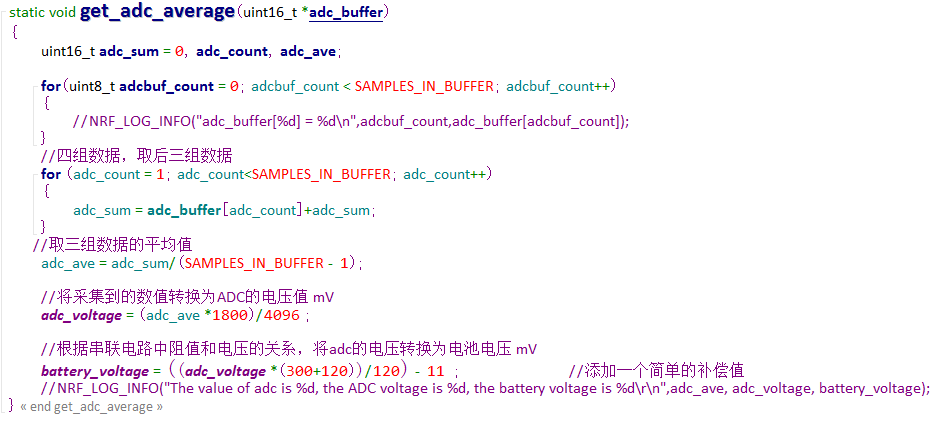 static void get_adc_average(uint16_t *adc_buffer)
{
uint16_t adc_sum = 0, adc_count, adc_ave;
for(uint8_t adcbuf_count = 0; adcbuf_count < SAMPLES_IN_BUFFER; adcbuf_count++)
{
//NRF_LOG_INFO("adc_buffer[%d] = %d\n",adcbuf_count,adc_buffer[adcbuf_count]);
}
//四组数据，取后三组数据
for (adc_count = 1; adc_count<SAMPLES_IN_BUFFER; adc_count++)
{
adc_sum = adc_buffer[adc_count]+adc_sum;
}
//取三组数据的平均值
adc_ave = adc_sum/(SAMPLES_IN_BUFFER - 1);
//将采集到的数值转换为ADC的电压值 mV
adc_voltage = (adc_ave *1800)/4096 ;
//根据串联电路中阻值和电压的关系，将adc的电压转换为电池电压 mV
battery_voltage = ((adc_voltage *(300+120))/120) - 11 ; //添加一个简单的补偿值
//NRF_LOG_INFO("The value of adc is %d, the ADC voltage is %d, the battery voltage is %d\r\n",adc_ave, adc_voltage, battery_voltage);
} « end get_adc_average »